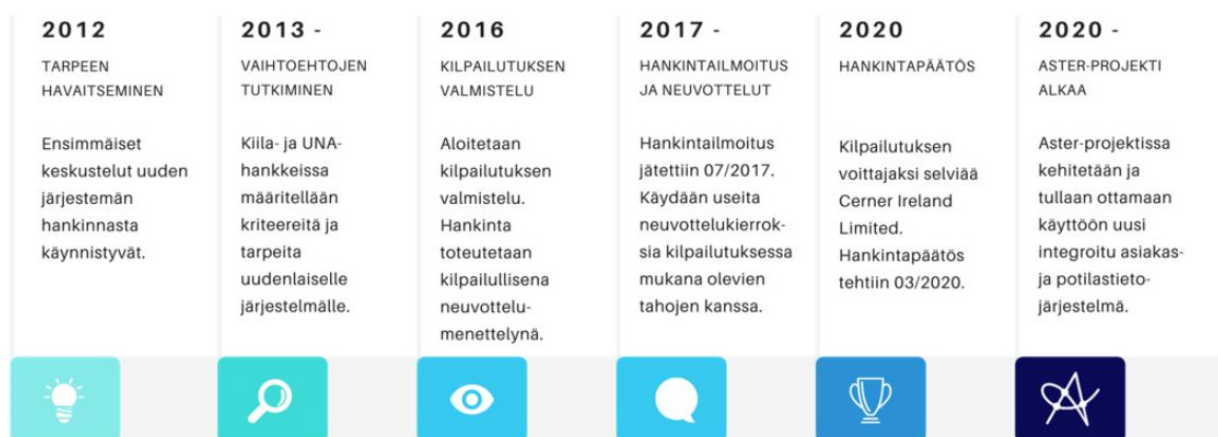 2012
TARPEEN
HAVAITSEMINEN
Ensimmäiset
keskustelut uuden
järjestemän
hankinnasta
käynnistyvät.
2013 -
VAIHTOEHTOJEN
TUTKIMINEN
Kiila- ja UNA-
hankkeissa
määritellään
kriteereitä ja
tarpeita
uudenlaiselle
järjestelmälle.
2016
KILPAILUTUKSEN
VALMISTELU
Aloitetaan
kilpailutuksen
valmistelu.
Hankinta
toteutetaan
kilpailullisena
neuvottelu-
menettelynä.
2017 -
HANKINTAILMOITUS
JA NEUVOTTELUT
Hankintailmoitus
jätettiin 07/2017.
Käydään useita
neuvottelukierrok-
sia kilpailutuksessa
mukana olevien
tahojen kanssa.
2020
HANKINTAPÄÄTÖS
Kilpailutuksen
voittajaksi selviää
Cerner Ireland
Limited.
Hankintapäätös
tehtiin 03/2020.
2020 -
ASTER-PROJEKTI
ALKAA
Aster-projektissa
kehitetään ja
tullaan ottamaan
käyttöön uusi
integroitu asiakas-
ja potilastieto-
järjestelmä.